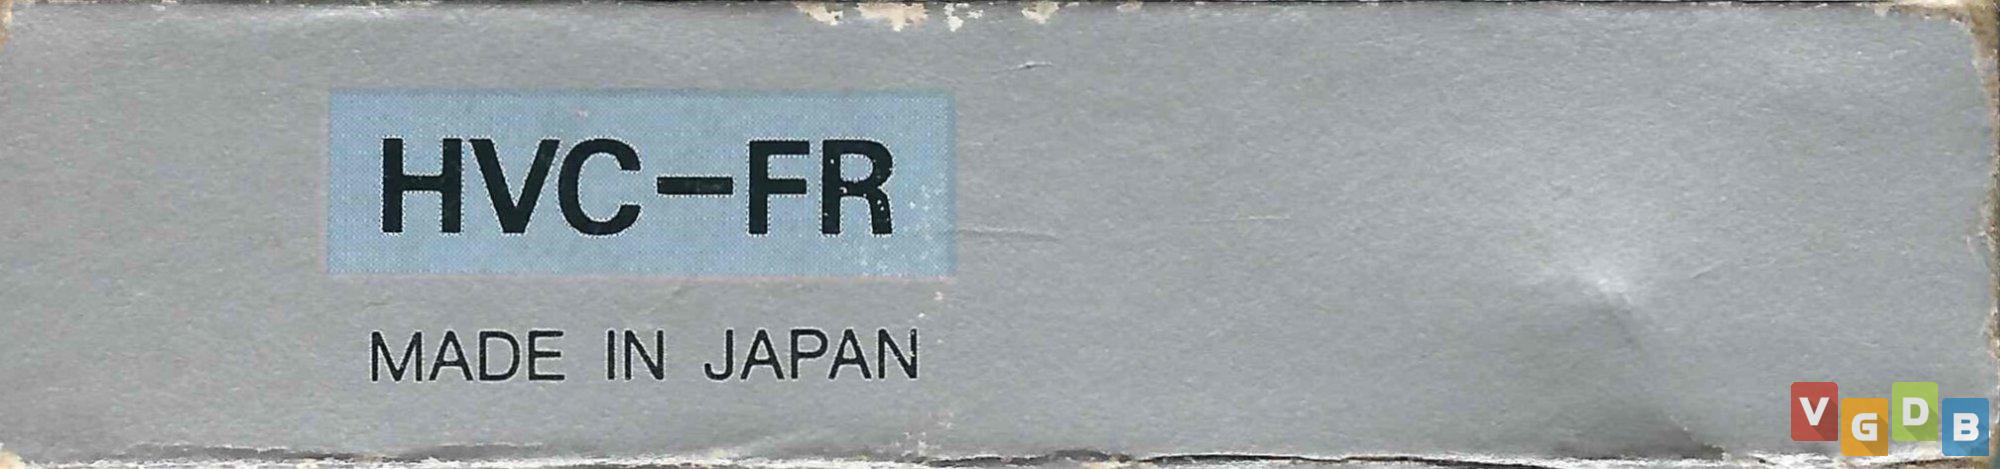 HVC-FR
MADE IN JAPAN
VGDB